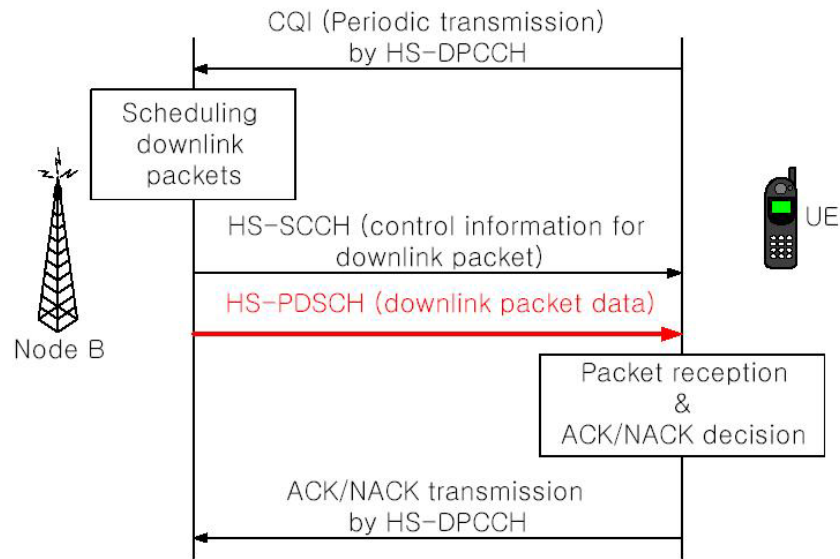 CQI (Periodic transmission)
by HS-DPCCH
Scheduling
downlink
packets
HS-SCCH (control information for
downlink packet)
UE
HS-PDSCH (downlink packet data)
Node B
Packet reception
&
ACK/NACK decision
ACK/NACK transmission
by HS-DPCCH